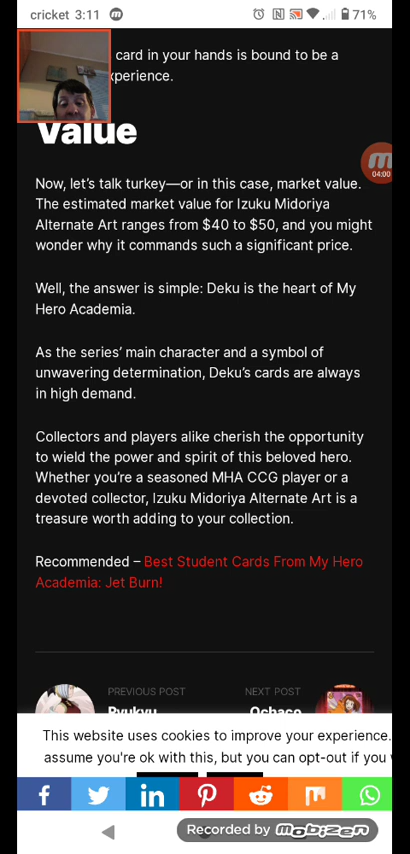 cricket 3:11 71%
card in your hands is bound to be a
xperience.
Value
04:00
Now, let's talk turkey—or in this case, market value.
The estimated market value for Izuku Midoriya
Alternate Art ranges from $40 to $50, and you might
wonder why it commands such a significant price.
Well, the answer is simple: Deku is the heart of My
Hero Academia.
As the series' main character and a symbol of
unwavering determination, Deku's cards are always
in high demand.
Collectors and players alike cherish the opportunity
to wield the power and spirit of this beloved hero.
Whether you're a seasoned MHA CCG player or a
devoted collector, Izuku Midoriya Alternate Art is a
treasure worth adding to your collection.
Recommended – Best Student Cards From My Hero
Academia: Jet Burn!
PREVIOUS POST NEXT POST
Ryukyu Ochaco
This website uses cookies to improve your experience.
assume you're ok with this, but you can opt-out if you
Recorded by mobizen